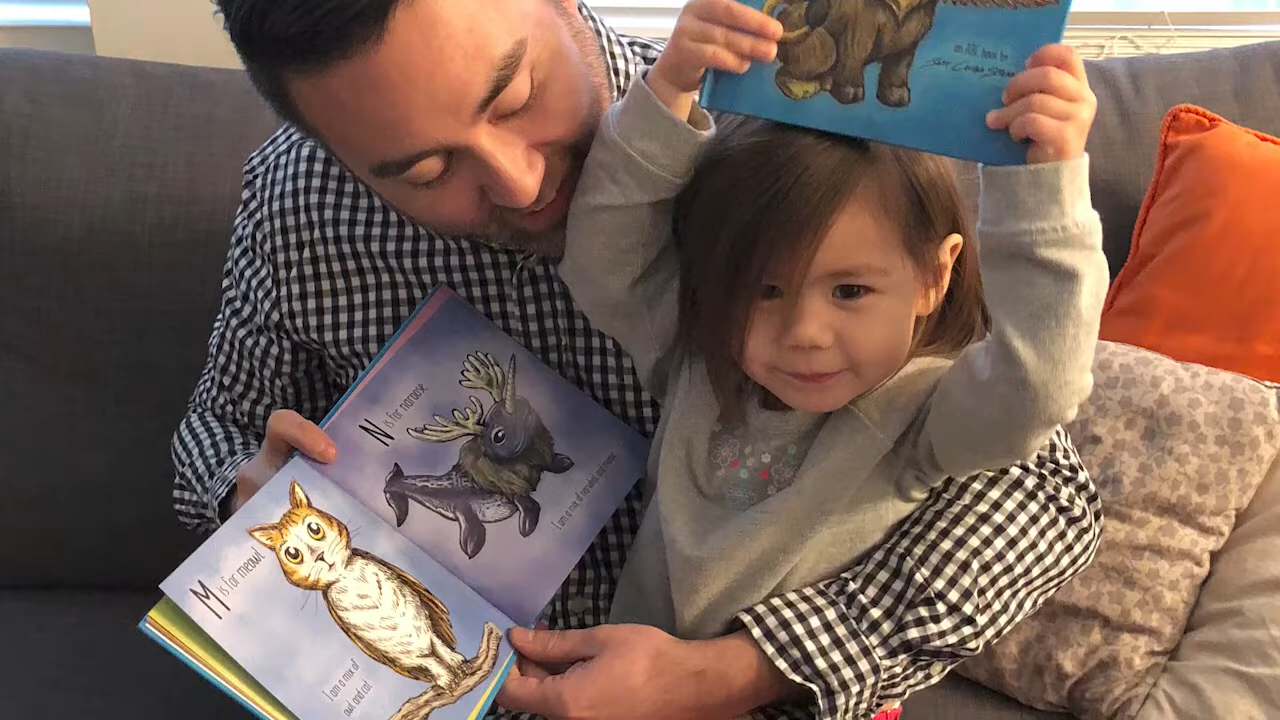 an ABC book by
N is for naroose
I am a mix of narwhal and moose
M is for meowl
I am a mix of
owl and cat